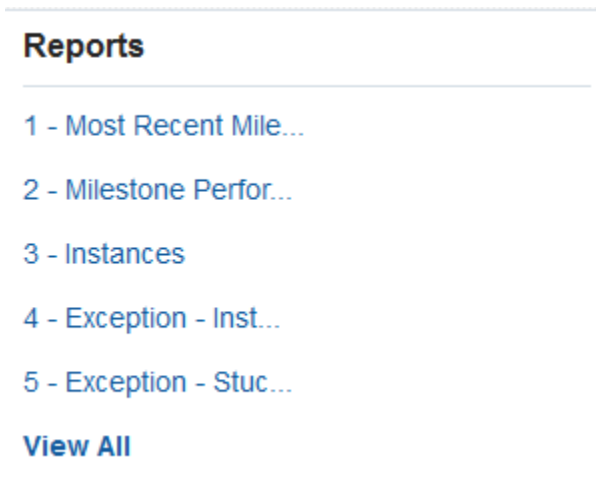 Reports
1 - Most Recent Mile...
2 - Milestone Perfor...
3 - Instances
4 - Exception - Inst...
5 - Exception - Stuc...
View All